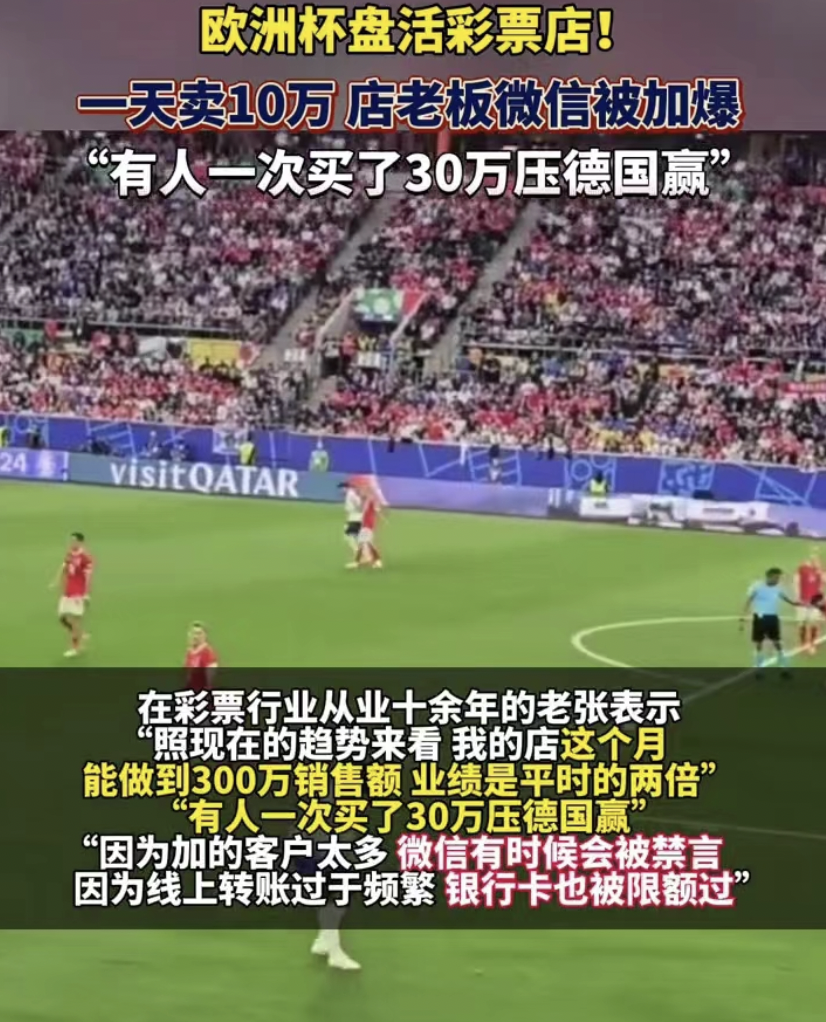 欧洲杯盘活彩票店！
一天卖10万 店老板微信被加爆
“有人一次买了30万压德国赢”
24
visitQATAR
在彩票行业从业十余年的老张表示
“照现在的趋势来看 我的店这个月
能做到300万销售额 业绩是平时的两倍”
“有人一次买了30万压德国赢”
“因为加的客户太多 微信有时候会被禁言
因为线上转账过于频繁 银行卡也被限额过”